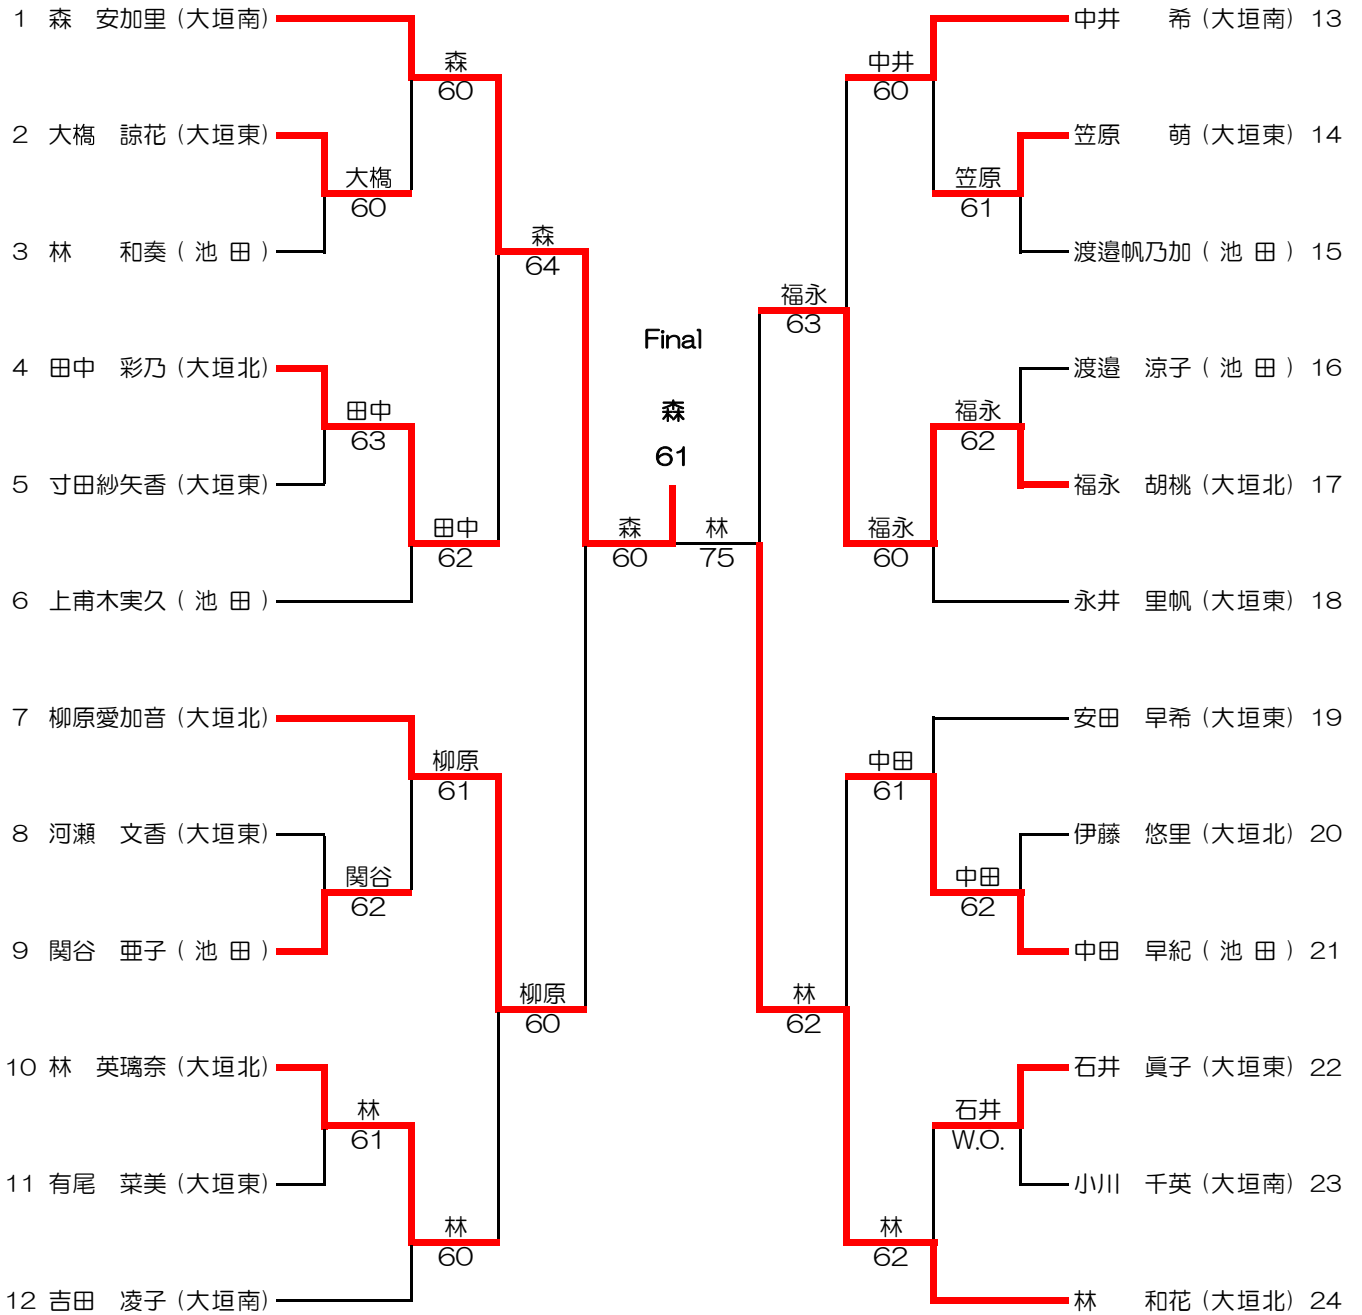 1 森　安加里 (大垣南)
森
60
2 大橋　諒花 (大垣東)
大橋
60
3 林　　和奏 ( 池 田 )
森
64
4 田中　彩乃 (大垣北)
田中
63
5 寸田紗矢香 (大垣東)
田中
62
6 上甫木実久 ( 池 田 )
7 柳原愛加音 (大垣北)
柳原
61
8 河瀬　文香 (大垣東)
関谷
62
9 関谷　亜子 ( 池 田 )
柳原
60
10 林　英璃奈 (大垣北)
林
61
11 有尾　菜美 (大垣東)
林
60
12 吉田　凌子 (大垣南)
Final
森
61
森
60
林
75
中井　　希 (大垣南) 13
中井
60
笠原　　萌 (大垣東) 14
笠原
61
渡邉帆乃加 ( 池 田 ) 15
福永
63
渡邉　涼子 ( 池 田 ) 16
福永
62
福永　胡桃 (大垣北) 17
福永
60
永井　里帆 (大垣東) 18
安田　早希 (大垣東) 19
中田
61
伊藤　悠里 (大垣北) 20
中田
62
中田　早紀 ( 池 田 ) 21
林
62
石井　眞子 (大垣東) 22
石井
W.O.
小川　千英 (大垣南) 23
林
62
林　　和花 (大垣北) 24